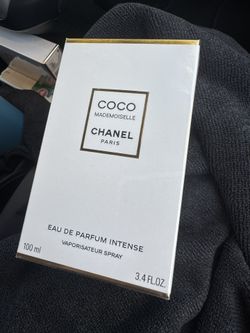 COCO
MADEMOISELLE
CHANEL
PARIS
EAU DE PARFUM INTENSE
VAPORISATEUR SPRAY
100 ml
3.4 FL.OZ.